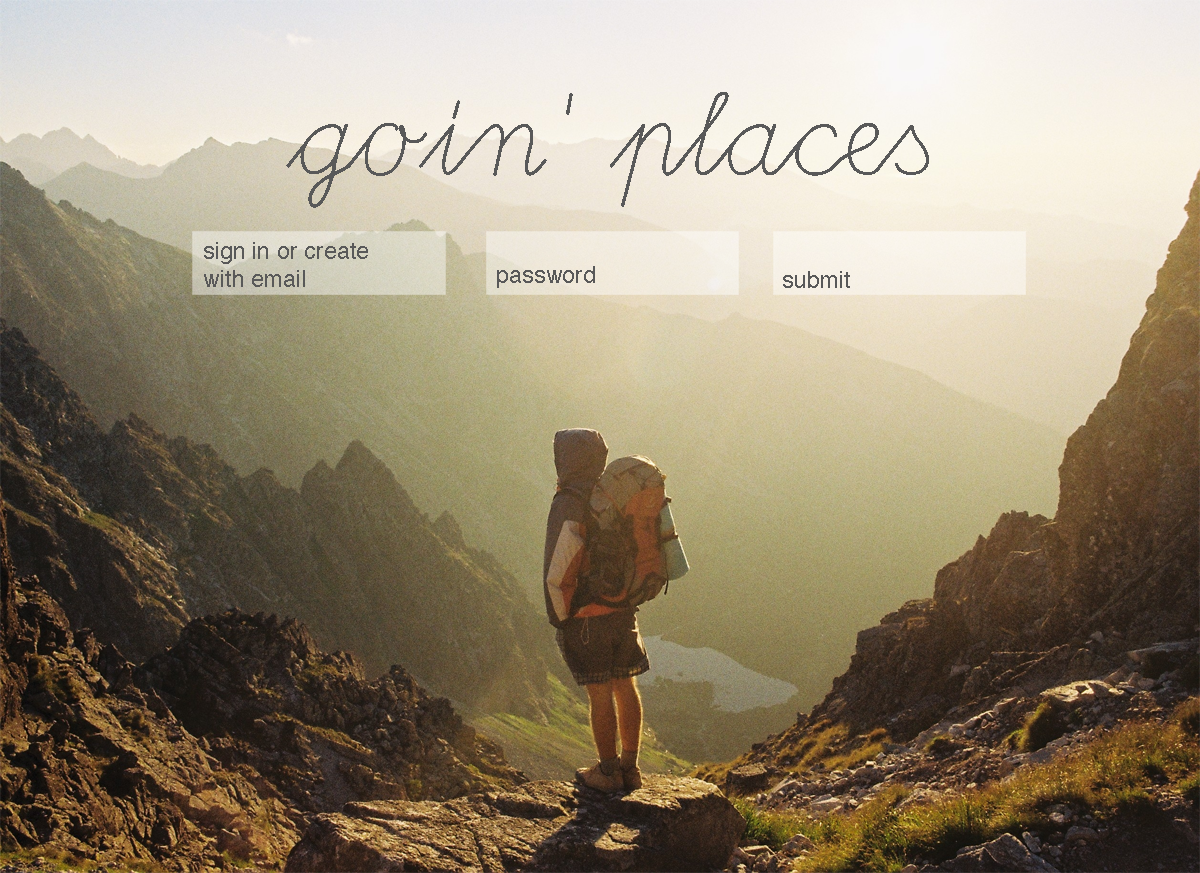 goin' places
sign in or create
with email
password
submit